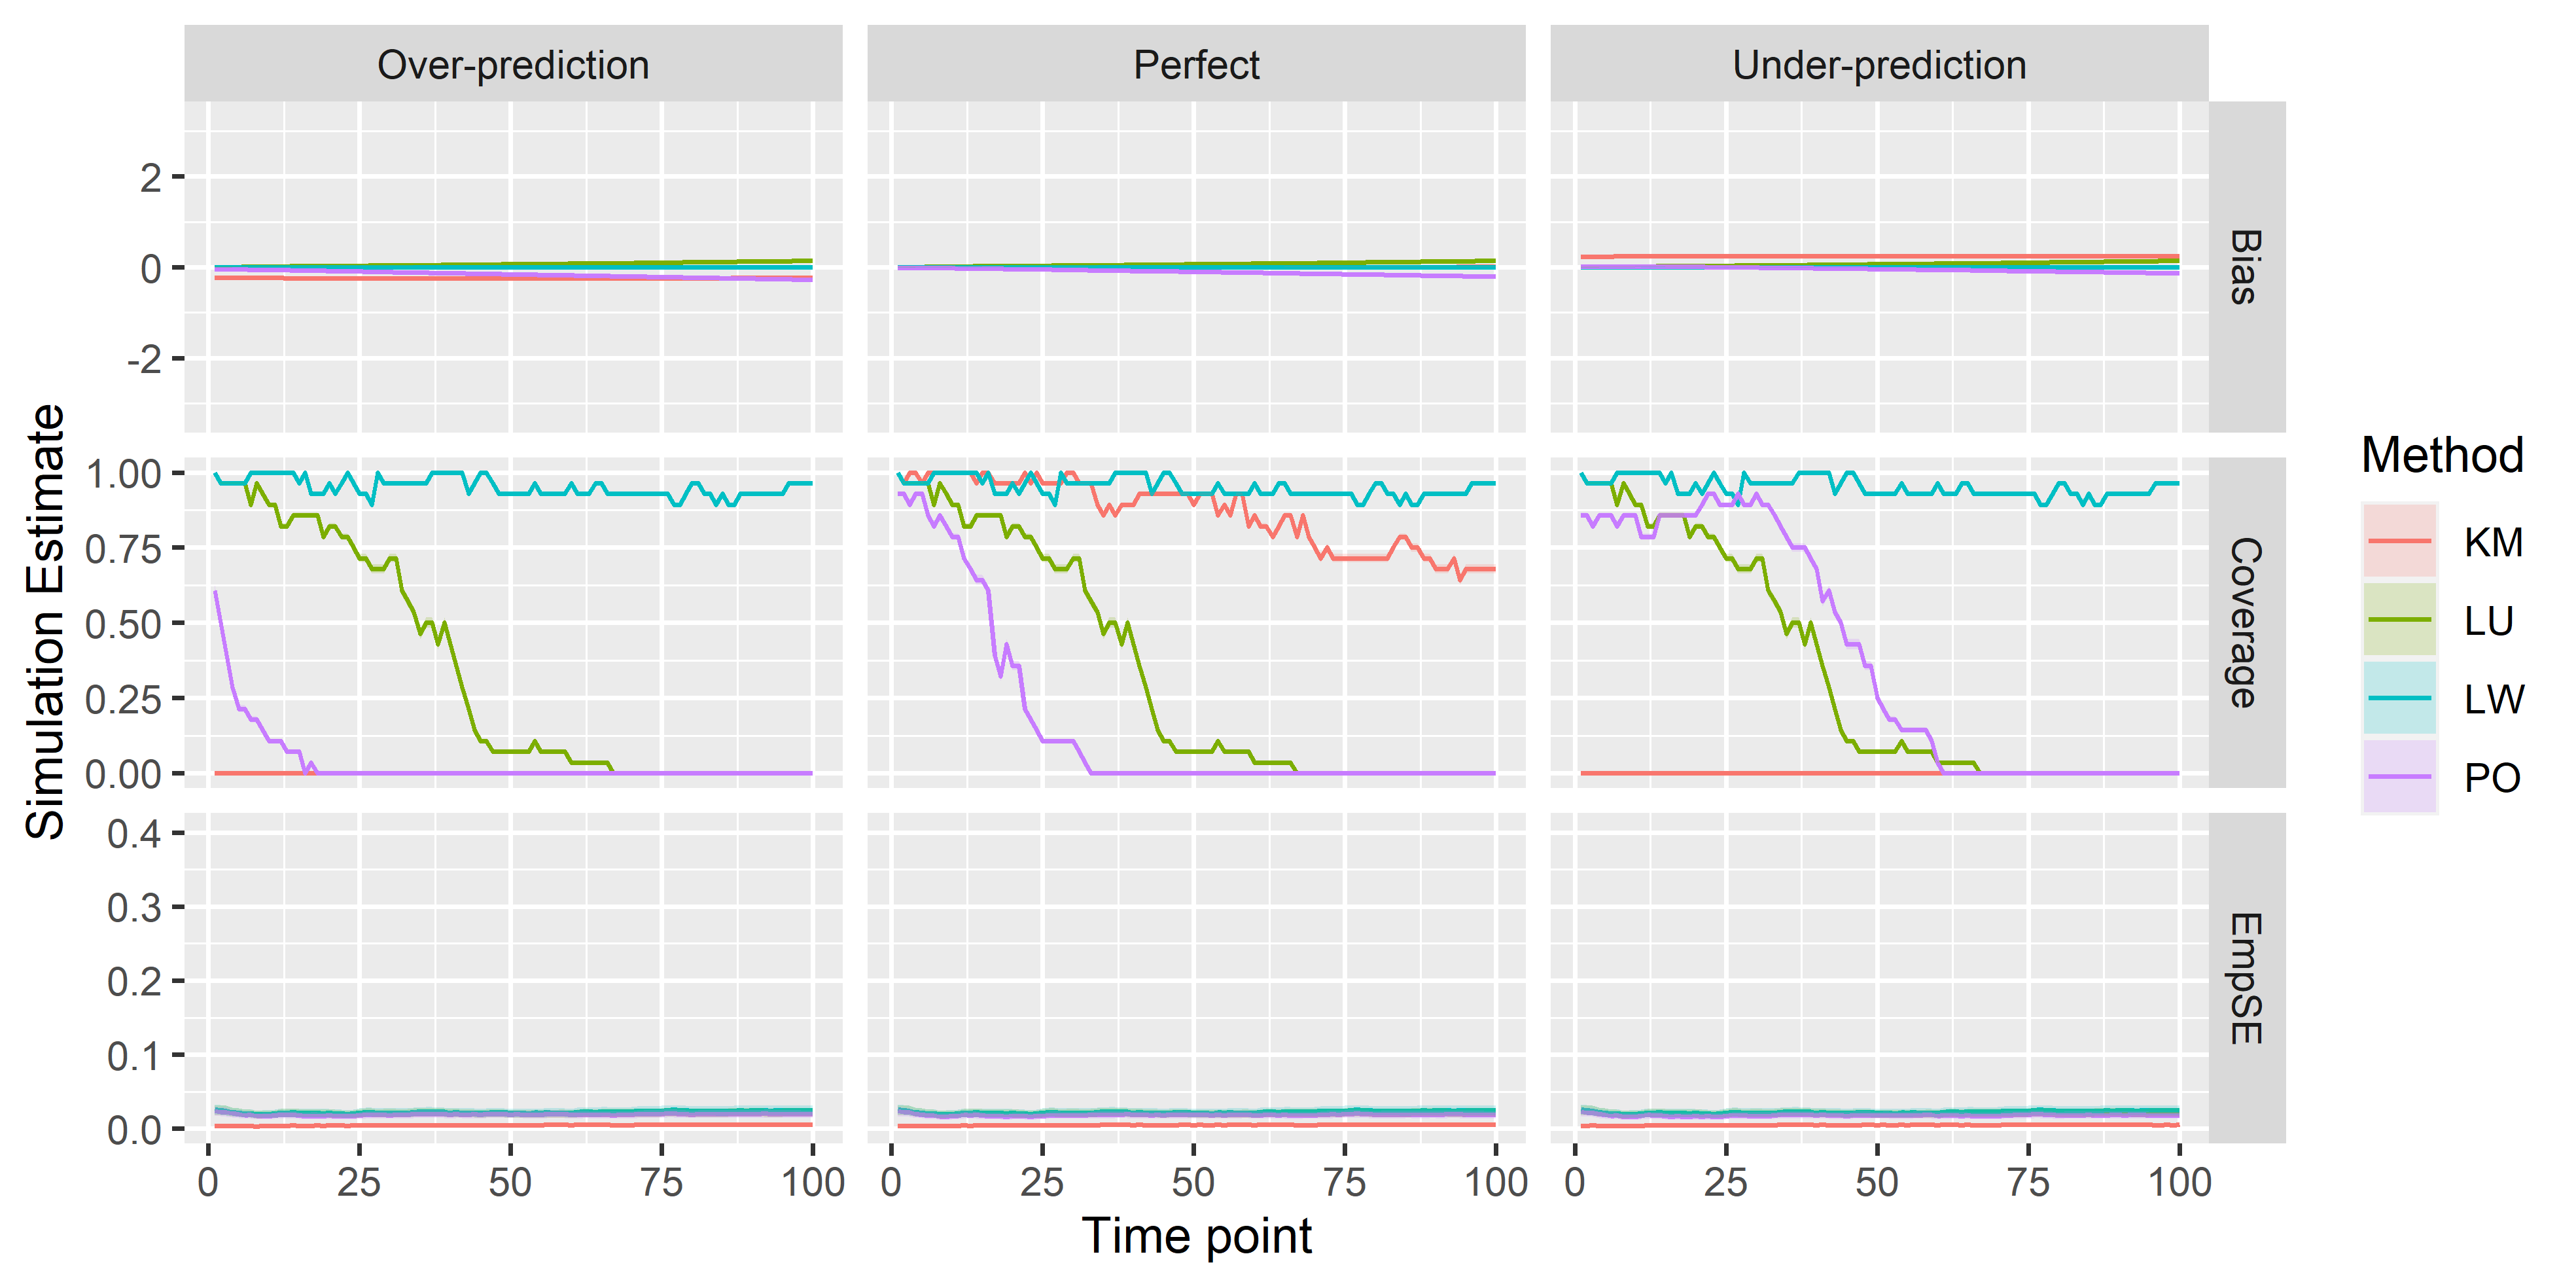 Over-prediction Perfect Under-prediction
2
0
-2
Bias
1.00
0.75
0.50
0.25
0.00
Coverage
0.4
0.3
0.2
0.1
0.0
EmpSE
0 25 50 75 100 0 25 50 75 100 0 25 50 75 100
Time point
Simulation Estimate
Method
KM
LU
LW
PO